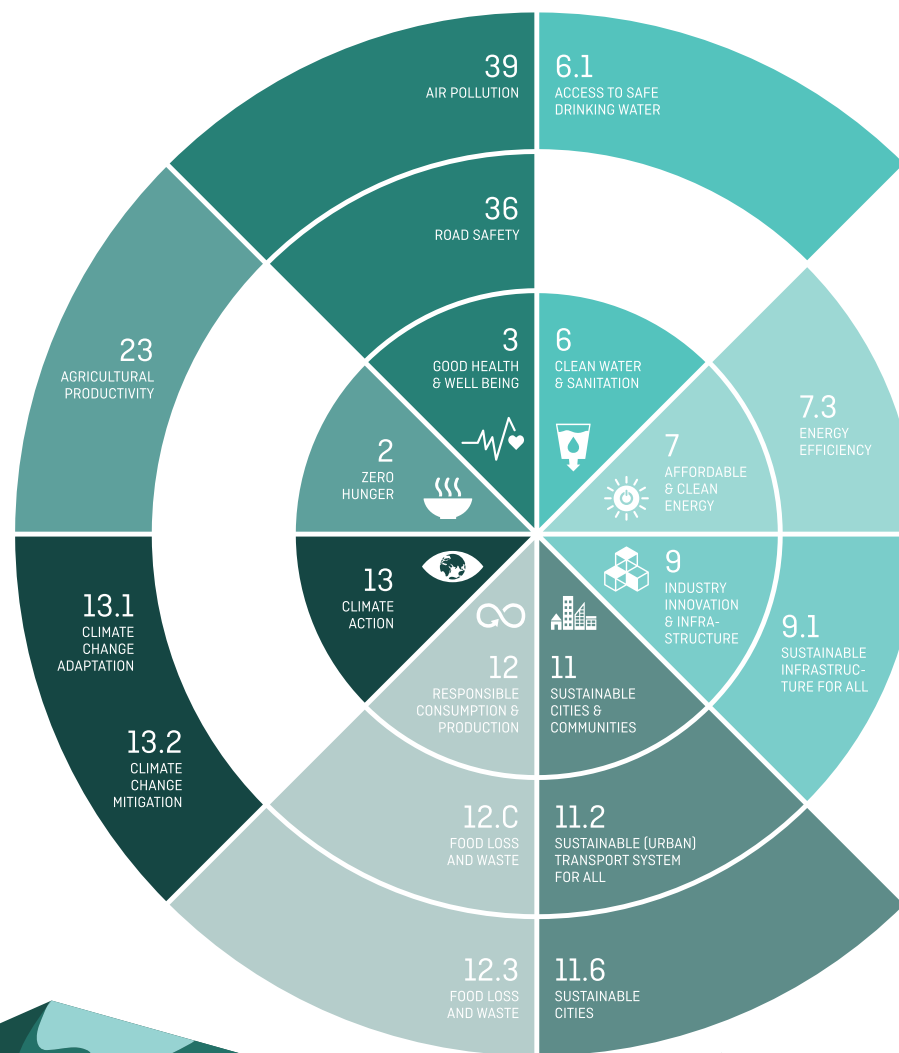 39
AIR POLLUTION
6.1
ACCESS TO SAFE
DRINKING WATER
36
ROAD SAFETY
3
GOOD HEALTH
& WELL BEING
6
CLEAN WATER
& SANITATION
23
AGRICULTURAL
PRODUCTIVITY
2
ZERO
HUNGER
7
AFFORDABLE
& CLEAN
ENERGY
7.3
ENERGY
EFFICIENCY
13.1
CLIMATE
CHANGE
ADAPTATION
13.2
CLIMATE
CHANGE
MITIGATION
13
CLIMATE
ACTION
12
RESPONSIBLE
CONSUMPTION &
PRODUCTION
11
SUSTAINABLE
CITIES &
COMMUNITIES
9
INDUSTRY
INNOVATION
& INFRA-
STRUCTURE
9.1
SUSTAINABLE
INFRASTRUC-
TURE FOR ALL
12.C
FOOD LOSS
AND WASTE
11.2
SUSTAINABLE (URBAN)
TRANSPORT SYSTEM
FOR ALL
12.3
FOOD LOSS
AND WASTE
11.6
SUSTAINABLE
CITIES